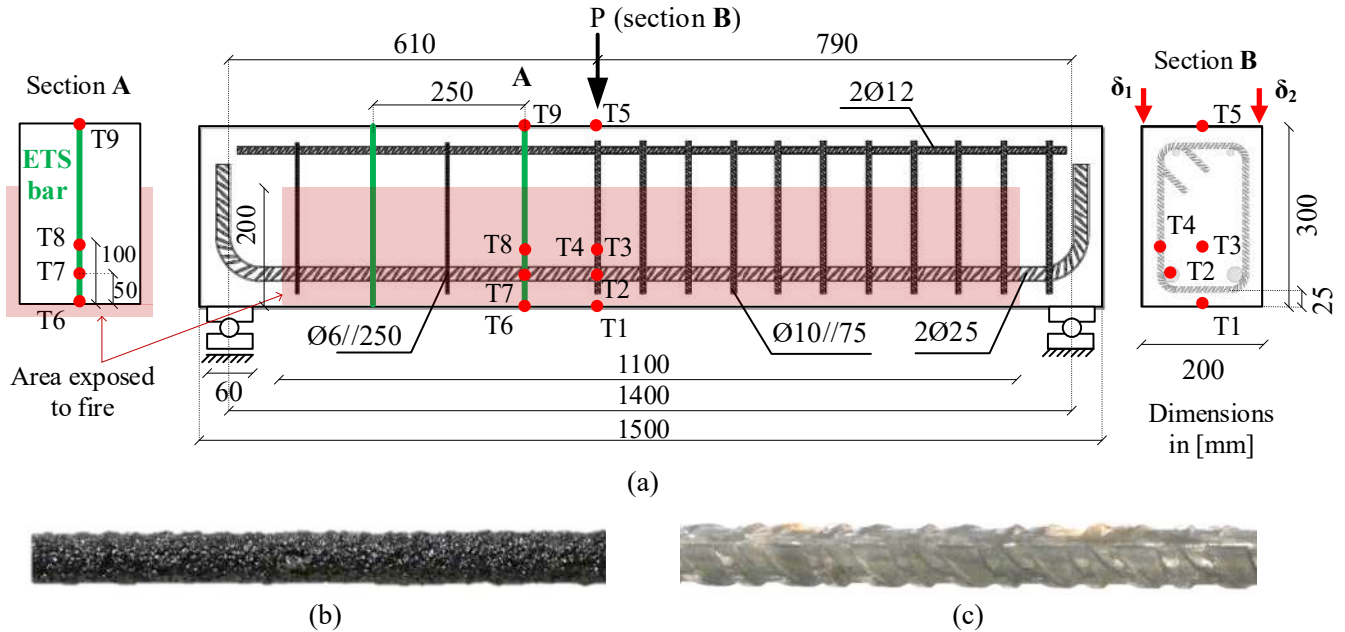 P (section B)
610
790
Section A
A
Section B
δ1
δ2
250
2Ø12
T9
T9
T5
T5
ETS
bar
200
300
T8
T8
T4
T3
T4
T3
100
T7
50
T7
T2
T2
25
T6
T6
T1
T1
Ø6//250
Ø10//75
2Ø25
Area exposed
to fire
60
1100
200
1400
Dimensions
in [mm]
1500
(a)
(b)
(c)